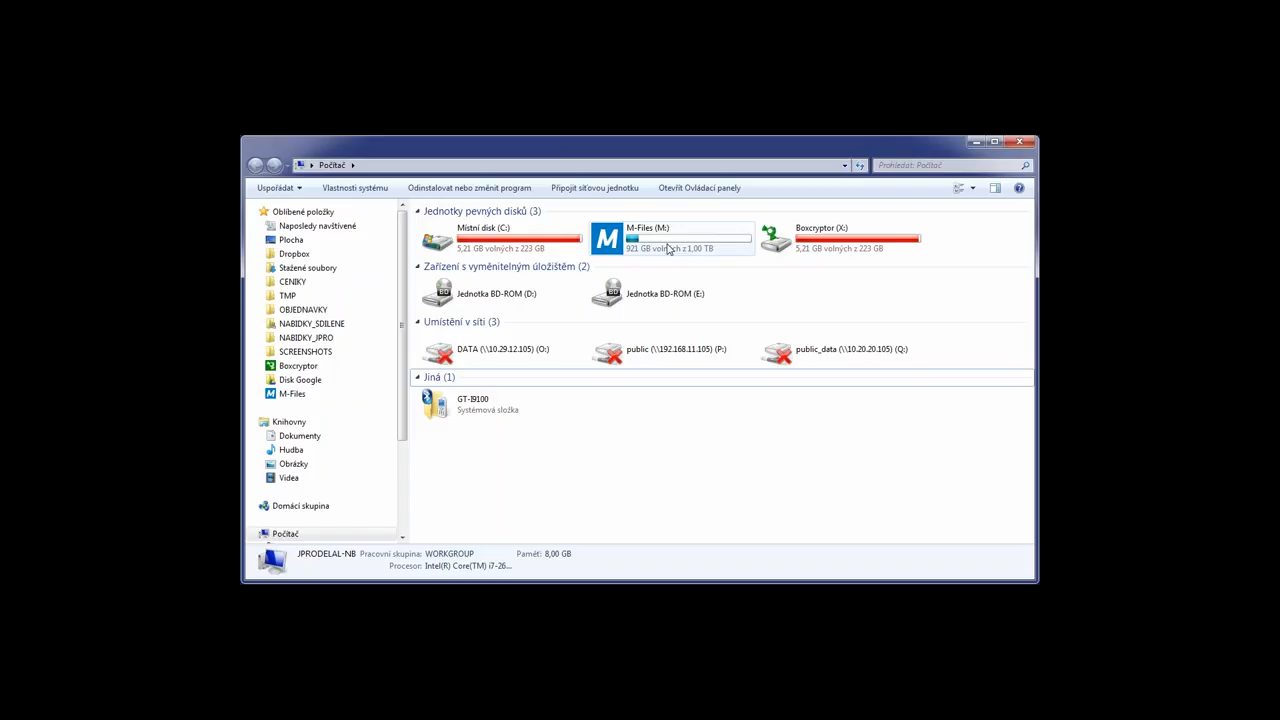 Počítač
Prohledat: Počítač
Uspořádat
Vlastnosti systému
Odinstalovat nebo změnit program
Připojit síťovou jednotku
Otevřít Ovládací panely
Oblíbené položky
Naposledy navštívené
Plocha
Dropbox
Stažené soubory
CENIKY
TMP
OBJEDNAVKY
NABIDKY_SDILENE
NABIDKY_JPRO
SCREENSHOTS
Boxcryptor
Disk Google
M-Files
Knihovny
Dokumenty
Hudba
Obrázky
Videa
Domácí skupina
Počítač
Jednotky pevných disků (3)
Místní disk (C:)
5,21 GB volných z 223 GB
M
M-Files (M:)
921 GB volných z 1,00 TB
Boxcryptor (X:)
5,21 GB volných z 223 GB
Zařízení s vyměnitelným úložištěm (2)
BD
Jednotka BD-ROM (D:)
BD
Jednotka BD-ROM (E:)
Umístění v síti (3)
DATA (\\10.29.12.105) (O:)
public (\\192.168.11.105) (P:)
public_data (\\10.20.20.105) (Q:)
Jiná (1)
GT-I9100
Systémová složka
JPRODELAL-NB Pracovní skupina: WORKGROUP Paměť: 8,00 GB
Procesor: Intel(R) Core(TM) i7-26...